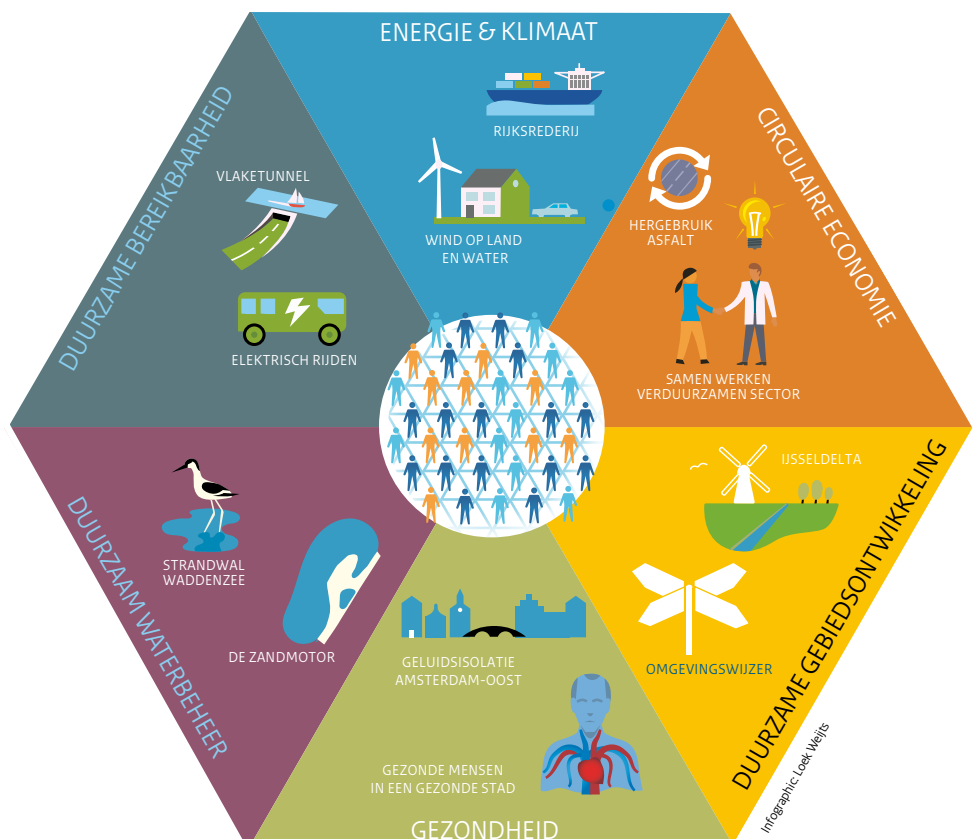 ENERGIE & KLIMAAT
RIJKSREDERIJ
WIND OP LAND
EN WATER
CIRCULAIRE ECONOMIE
HERGEBRUIK
ASFALT
SAMEN WERKEN
VERDUURZAMEN SECTOR
DUURZAME GEBIEDSONTWIKKELING
IJSSELDELTA
OMGEVINGSWIJZER
GELUIDSISOLATIE
AMSTERDAM-OOST
GEZONDE MENSEN
IN EEN GEZONDE STAD
GEZONDHEID
DUURZAAM WATERBEHEER
STRANDWAL
WADDENZEE
DE ZANDMOTOR
DUURZAME BEREIKBAARHEID
VLAKETUNNEL
ELEKTRISCH RIJDEN
Infographic: Loek Weijts